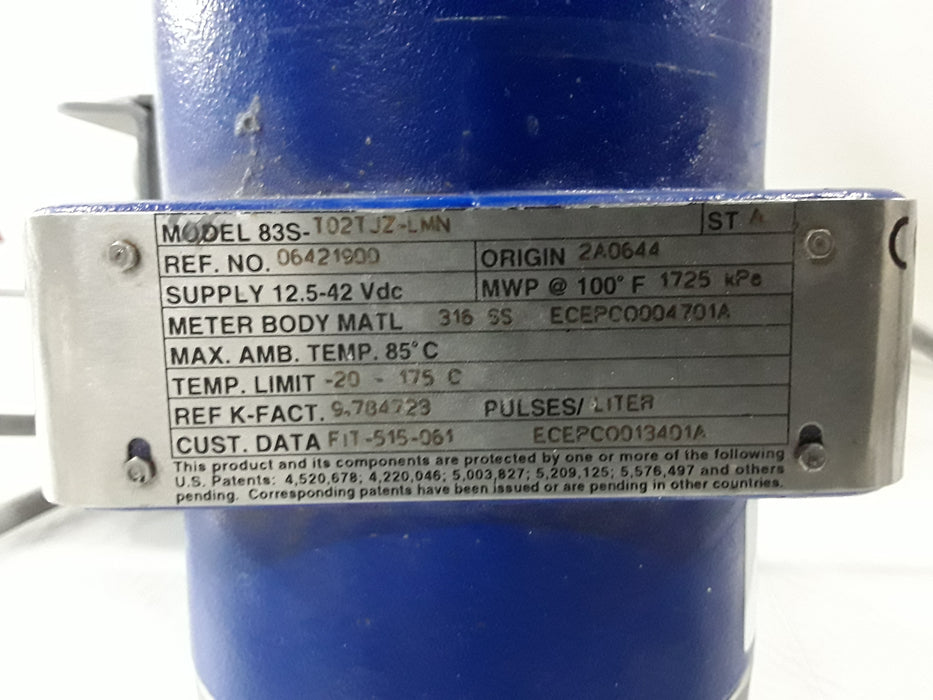 MODEL 83S-T02TJZ-LMN ST A
REF. NO. 06421900 ORIGIN 2A0644
SUPPLY 12.5-42 Vdc MWP @ 100° F 1725 kPa
METER BODY MATL 316 SS ECEPCO004701A
MAX. AMB. TEMP. 85° C
TEMP. LIMIT -20 - 175 C
REF K-FACT. 9.784723 PULSES/ LITER
CUST. DATA FIT-515-061 ECEPCO013401A
This product and its components are protected by one or more of the following
U.S. Patents: 4,520,678; 4,220,046; 5,003,827; 5,209,125; 5,576,497 and others
pending. Corresponding patents have been issued or are pending in other countries.